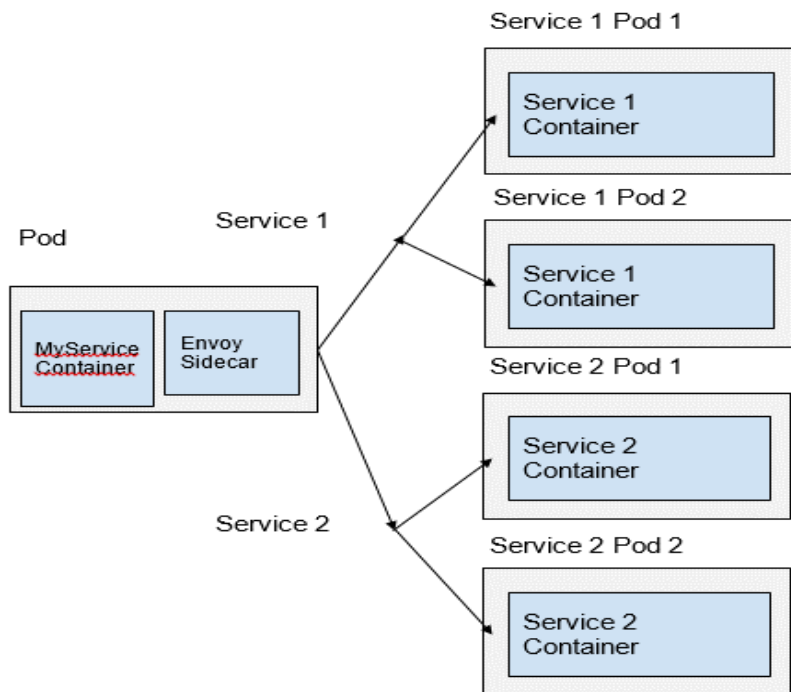 Pod
MyService
Container
Envoy
Sidecar
Service 1
Service 2
Service 1 Pod 1
Service 1
Container
Service 1 Pod 2
Service 1
Container
Service 2 Pod 1
Service 2
Container
Service 2 Pod 2
Service 2
Container